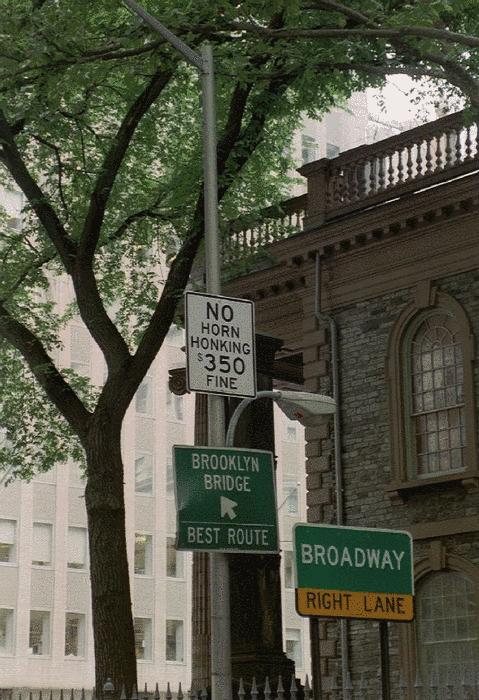 NO
HORN
HONKING
$350
FINE
BROOKLYN
BRIDGE
BEST ROUTE
BROADWAY
RIGHT LANE